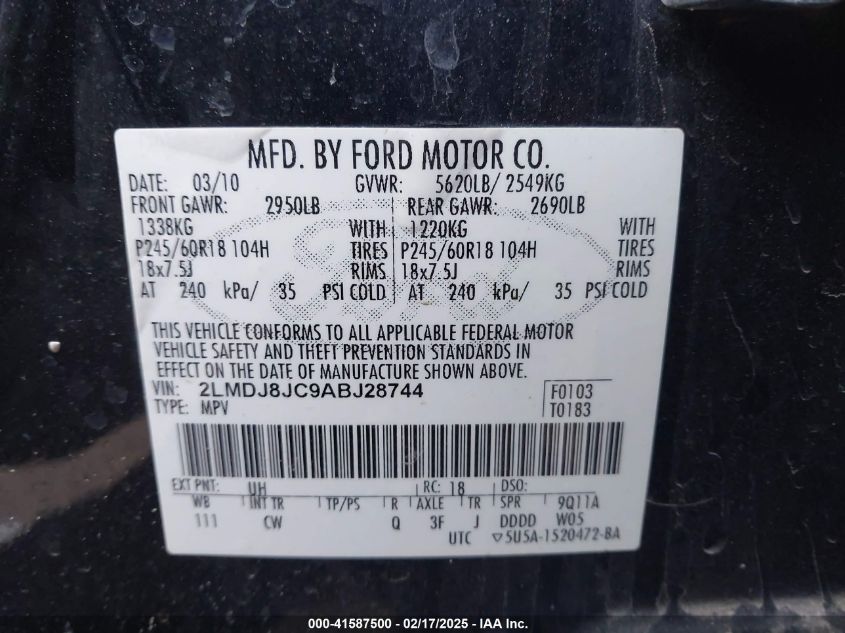 MFD. BY FORD MOTOR CO.
DATE: 03/10 GVWR: 5620LB/ 2549KG
FRONT GAWR: 2950LB REAR GAWR: 2690LB
1338KG WITH 1220KG WITH
P245/60R18 104H TIRES P245/60R18 104H TIRES
18x7.5J RIMS 18x7.5J RIMS
AT 240 kPa/ 35 PSI COLD AT 240 kPa/ 35 PSI COLD
THIS VEHICLE CONFORMS TO ALL APPLICABLE FEDERAL MOTOR
VEHICLE SAFETY AND THEFT PREVENTION STANDARDS IN
EFFECT ON THE DATE OF MANUFACTURE SHOWN ABOVE.
VIN: 2LMDJ8JC9ABJ28744 F0103
TYPE: MPV T0183
EXT PNT: UH RC: 18 DSO:
WB INT TR TP/PS R AXLE TR SPR 9Q11A
111 CW Q 3F J DDDD W05
UTC ▽5U5A-1520472-BA
000-41587500 - 02/17/2025 - IAA Inc.